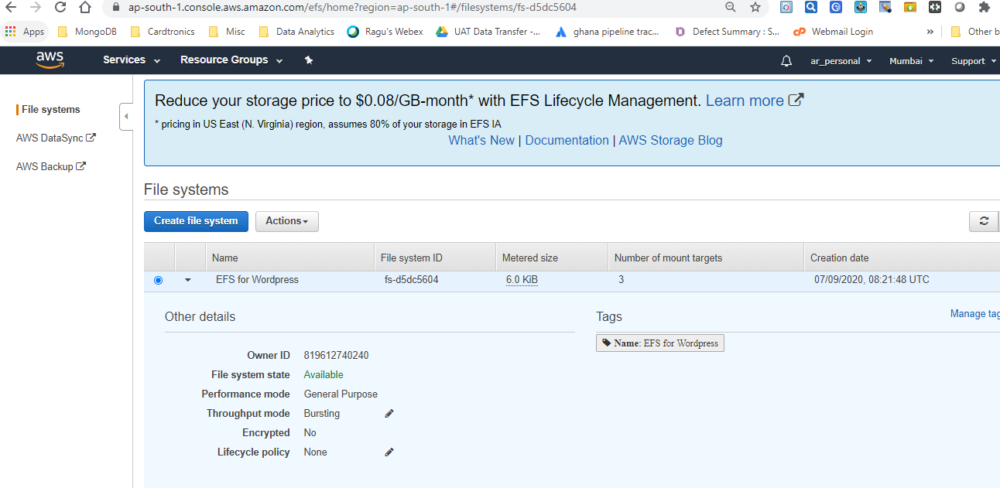 ap-south-1.console.aws.amazon.com/efs/home?region=ap-south-1#/filesystems/fs-d5dc5604
Apps MongoDB Cardtronics Misc Data Analytics Ragu's Webex UAT Data Transfer -... ghana pipeline trac... Defect Summary : S... cP Webmail Login » Other b
aws Services Resource Groups ar_personal Mumbai Support
File systems
AWS DataSync
AWS Backup
Reduce your storage price to $0.08/GB-month* with EFS Lifecycle Management. Learn more
* pricing in US East (N. Virginia) region, assumes 80% of your storage in EFS IA
What's New | Documentation | AWS Storage Blog
File systems
Create file system Actions
Name File system ID Metered size Number of mount targets Creation date
EFS for Wordpress fs-d5dc5604 6.0 KiB 3 07/09/2020, 08:21:48 UTC
Other details
Owner ID 819612740240
File system state Available
Performance mode General Purpose
Throughput mode Bursting
Encrypted No
Lifecycle policy None
Tags Manage tag
Name: EFS for Wordpress